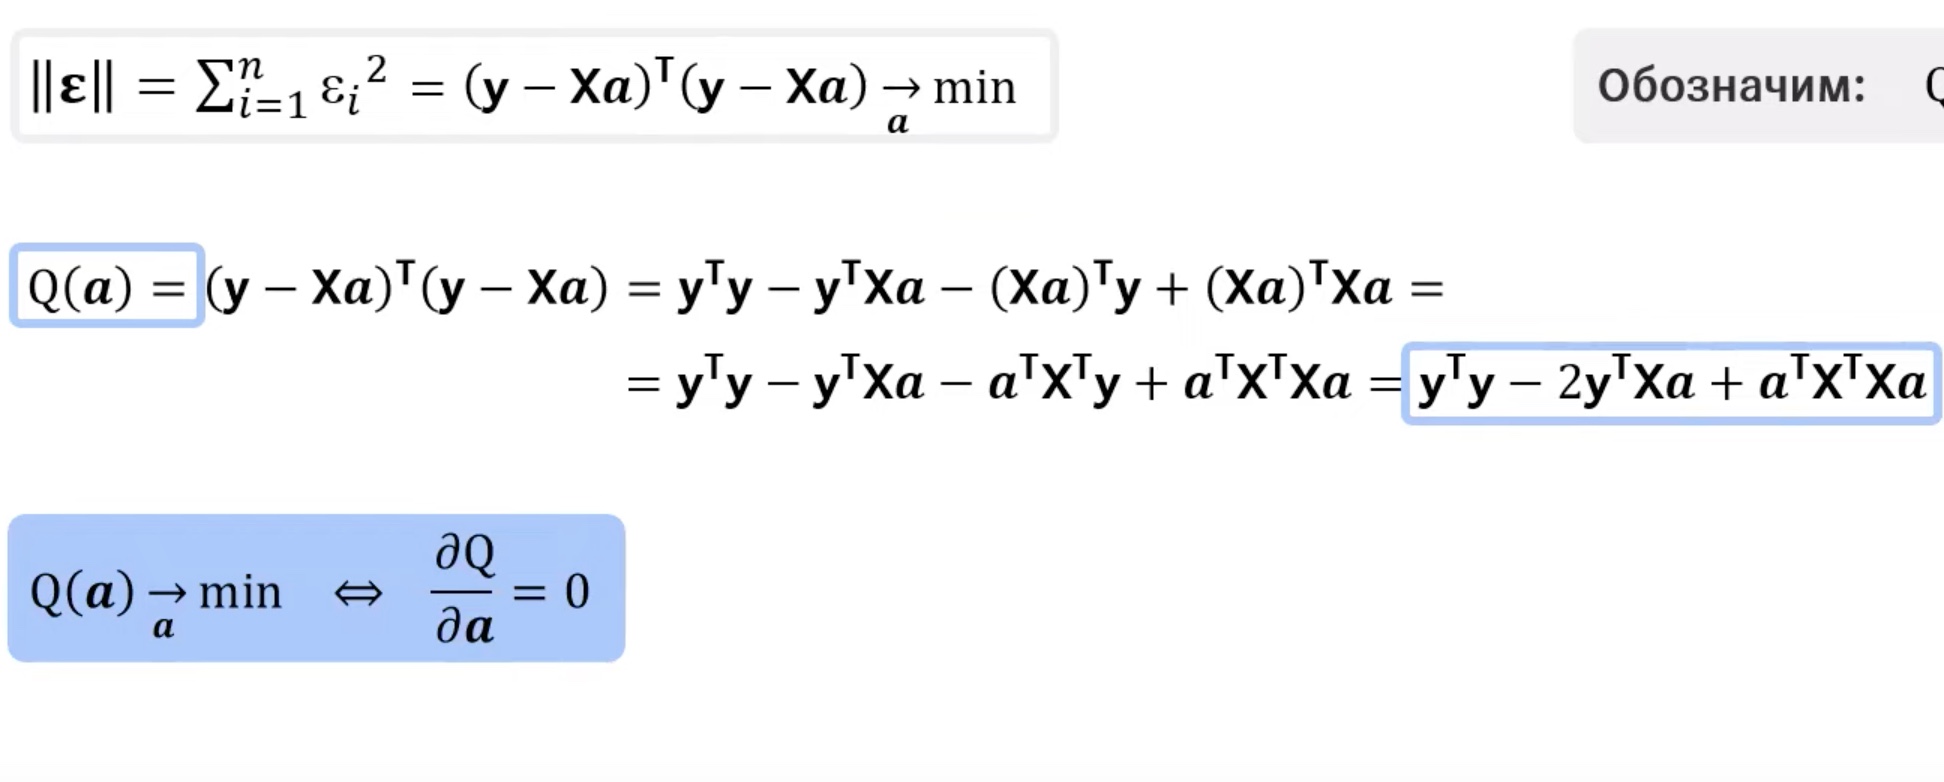 ‖ε‖ = ∑ⁿᵢ₌₁ εᵢ² = (y − Xa)ᵀ(y − Xa) → min
a
Обозначим: Q
Q(a) = (y − Xa)ᵀ(y − Xa) = yᵀy − yᵀXa − (Xa)ᵀy + (Xa)ᵀXa =
= yᵀy − yᵀXa − aᵀXᵀy + aᵀXᵀXa = yᵀy − 2yᵀXa + aᵀXᵀXa
Q(a) → min ⇔ ∂Q/∂a = 0
a